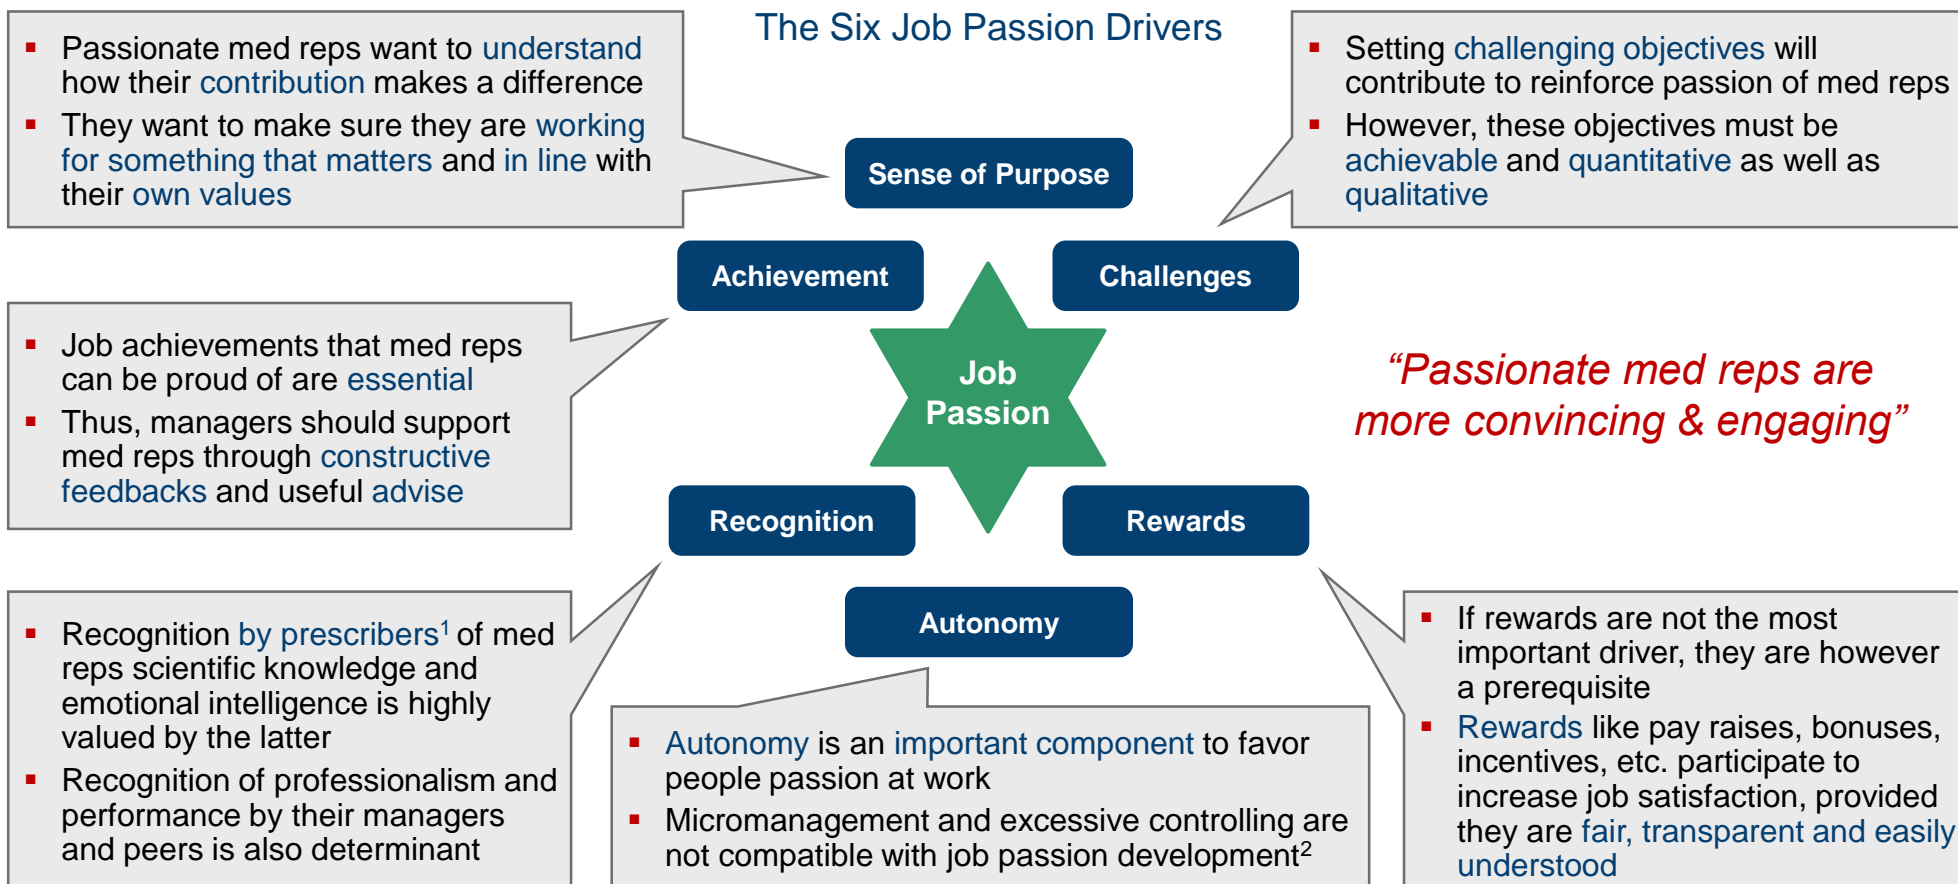 The Six Job Passion Drivers
▪ Passionate med reps want to understand
how their contribution makes a difference
▪ They want to make sure they are working
for something that matters and in line with
their own values
▪ Setting challenging objectives will
contribute to reinforce passion of med reps
▪ However, these objectives must be
achievable and quantitative as well as
qualitative
Sense of Purpose
Achievement
Challenges
▪ Job achievements that med reps
can be proud of are essential
▪ Thus, managers should support
med reps through constructive
feedbacks and useful advise
Job
Passion
“Passionate med reps are
more convincing & engaging”
Recognition
Rewards
Autonomy
▪ Recognition by prescribers¹ of med
reps scientific knowledge and
emotional intelligence is highly
valued by the latter
▪ Recognition of professionalism and
performance by their managers
and peers is also determinant
▪ Autonomy is an important component to favor
people passion at work
▪ Micromanagement and excessive controlling are
not compatible with job passion development²
▪ If rewards are not the most
important driver, they are however
a prerequisite
▪ Rewards like pay raises, bonuses,
incentives, etc. participate to
increase job satisfaction, provided
they are fair, transparent and easily
understood